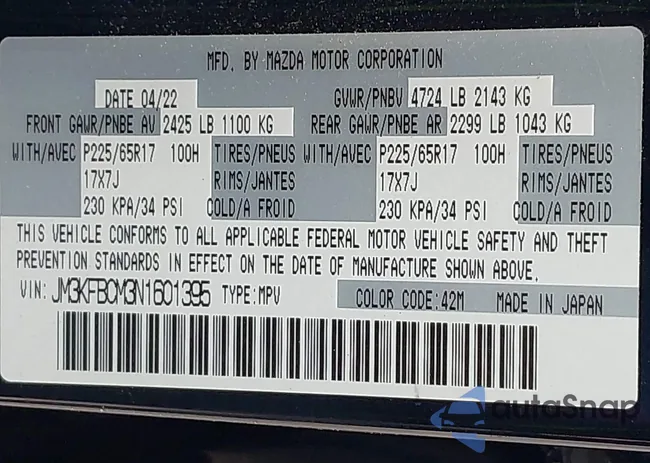 MFD. BY MAZDA MOTOR CORPORATION
DATE 04/22 GVWR/PNBV 4724 LB 2143 KG
FRONT GAWR/PNBE AV 2425 LB 1100 KG REAR GAWR/PNBE AR 2299 LB 1043 KG
WITH/AVEC P225/65R17 100H TIRES/PNEUS WITH/AVEC P225/65R17 100H TIRES/PNEUS
17X7J RIMS/JANTES 17X7J RIMS/JANTES
230 KPA/34 PSI COLD/A FROID 230 KPA/34 PSI COLD/A FROID
THIS VEHICLE CONFORMS TO ALL APPLICABLE FEDERAL MOTOR VEHICLE SAFETY AND THEFT
PREVENTION STANDARDS IN EFFECT ON THE DATE OF MANUFACTURE SHOWN ABOVE.
VIN: JM3KFBCM3N1601395 TYPE:MPV COLOR CODE:42M MADE IN JAPAN
autoSnap